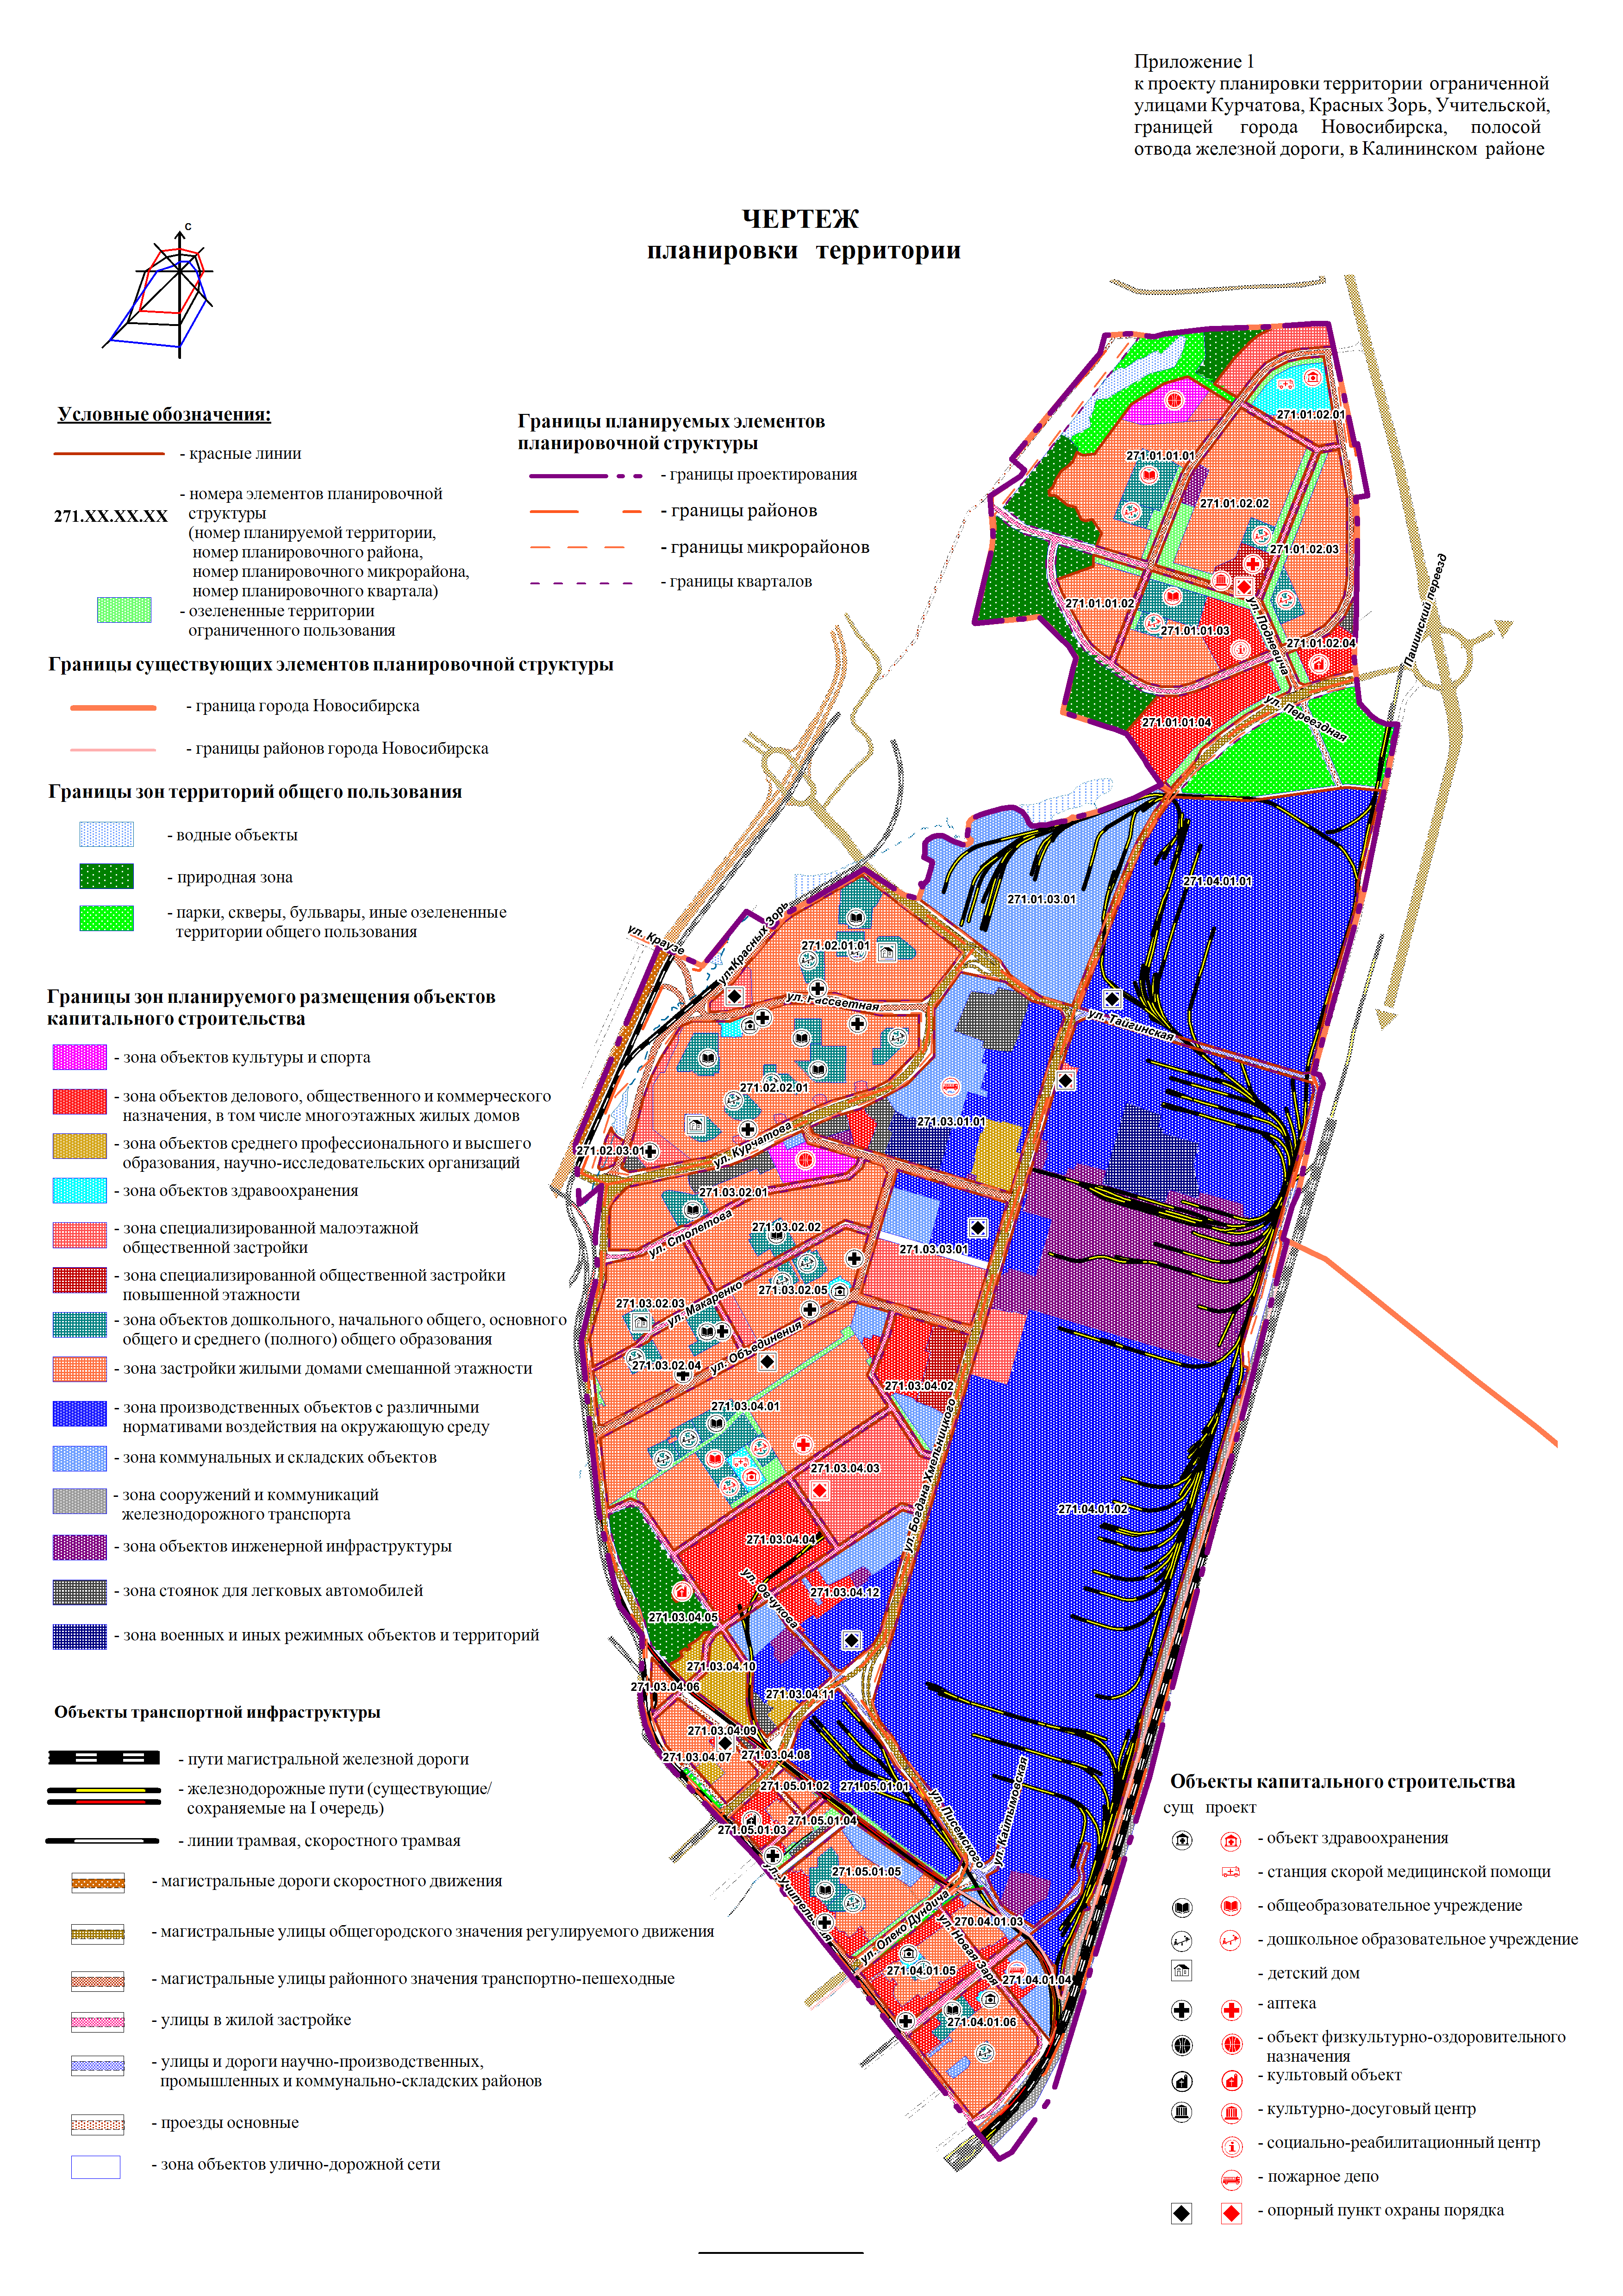 Приложение 1
к проекту планировки территории ограниченной
улицами Курчатова, Красных Зорь, Учительской,
границей города Новосибирска, полосой
отвода железной дороги, в Калининском районе
ЧЕРТЕЖ
планировки территории
С
Условные обозначения:
- красные линии
271.XX.XX.XX
- номера элементов планировочной
структуры
(номер планируемой территории,
номер планировочного района,
номер планировочного микрорайона,
номер планировочного квартала)
- озелененные территории
ограниченного пользования
Границы планируемых элементов
планировочной структуры
- границы проектирования
- границы районов
- границы микрорайонов
- границы кварталов
Границы существующих элементов планировочной структуры
- граница города Новосибирска
- границы районов города Новосибирска
Границы зон территорий общего пользования
- водные объекты
- природная зона
- парки, скверы, бульвары, иные озелененные
территории общего пользования
Границы зон планируемого размещения объектов
капитального строительства
- зона объектов культуры и спорта
- зона объектов делового, общественного и коммерческого
назначения, в том числе многоэтажных жилых домов
- зона объектов среднего профессионального и высшего
образования, научно-исследовательских организаций
- зона объектов здравоохранения
- зона специализированной малоэтажной
общественной застройки
- зона специализированной общественной застройки
повышенной этажности
- зона объектов дошкольного, начального общего, основного
общего и среднего (полного) общего образования
- зона застройки жилыми домами смешанной этажности
- зона производственных объектов с различными
нормативами воздействия на окружающую среду
- зона коммунальных и складских объектов
- зона сооружений и коммуникаций
железнодорожного транспорта
- зона объектов инженерной инфраструктуры
- зона стоянок для легковых автомобилей
- зона военных и иных режимных объектов и территорий
Объекты транспортной инфраструктуры
- пути магистральной железной дороги
- железнодорожные пути (существующие/
сохраняемые на I очередь)
- линии трамвая, скоростного трамвая
- магистральные дороги скоростного движения
- магистральные улицы общегородского значения регулируемого движения
- магистральные улицы районного значения транспортно-пешеходные
- улицы в жилой застройке
- улицы и дороги научно-производственных,
промышленных и коммунально-складских районов
- проезды основные
- зона объектов улично-дорожной сети
271.01.02.01
271.01.01.01
271.01.02.02
271.01.02.03
271.01.01.02
271.01.01.03
271.01.02.04
ул. Подневича
Пашинский переезд
271.01.01.04
ул. Переездная
271.04.01.01
271.01.03.01
ул. Краузе
ул. Красных Зорь
271.02.01.01
ул. Рассветная
ул. Тайгинская
271.02.02.01
271.03.01.01
271.02.03.01
ул. Курчатова
271.03.02.01
ул. Столетова
271.03.02.02
271.03.03.01
271.03.02.05
271.03.02.03
ул. Макаренко
ул. Объединения
271.03.02.04
271.03.04.02
271.03.04.01
ул. Богдана Хмельницкого
271.03.04.03
271.04.01.02
271.03.04.04
271.03.04.12
ул. Овчукова
271.03.04.05
271.03.04.10
271.03.04.06
271.03.04.11
271.03.04.09
271.03.04.07
271.03.04.08
271.05.01.02
271.05.01.01
271.05.01.04
271.05.01.03
ул. Писемского
ул. Кайтымовская
271.05.01.05
ул. Учительская
ул. Олеко Дундича
270.04.01.03
ул. Новая Заря
271.04.01.05
271.04.01.04
271.04.01.06
Объекты капитального строительства
сущ проект
- объект здравоохранения
- станция скорой медицинской помощи
- общеобразовательное учреждение
- дошкольное образовательное учреждение
- детский дом
- аптека
- объект физкультурно-оздоровительного
назначения
- культовый объект
- культурно-досуговый центр
- социально-реабилитационный центр
- пожарное депо
- опорный пункт охраны порядка